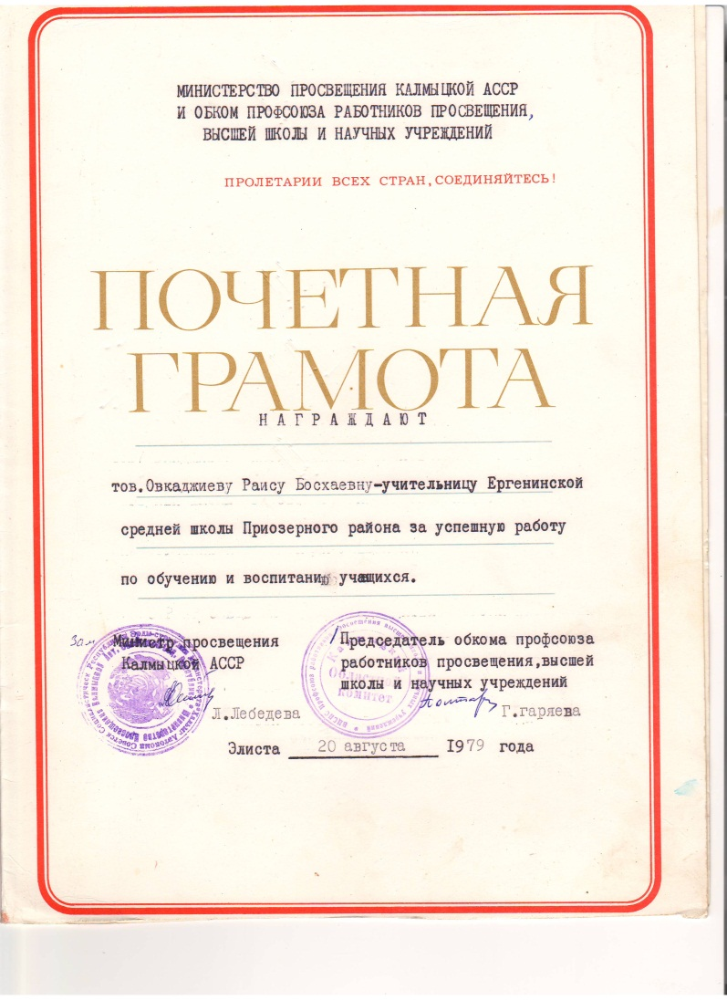 МИНИСТЕРСТВО ПРОСВЕЩЕНИЯ КАЛМЫЦКОЙ АССР
И ОБКОМ ПРОФСОЮЗА РАБОТНИКОВ ПРОСВЕЩЕНИЯ,
ВЫСШЕЙ ШКОЛЫ И НАУЧНЫХ УЧРЕЖДЕНИЙ
ПРОЛЕТАРИИ ВСЕХ СТРАН, СОЕДИНЯЙТЕСЬ!
ПОЧЕТНАЯ
ГРАМОТА
НАГРАЖДАЮТ
тов.Овкаджиеву Раису Босхаевну-учительницу Ергенинской
средней школы Приозерного района за успешную работу
по обучению и воспитанию учащихся.
Зам Министр просвещения
Калмыцкой АССР
Л.Лебедева
Председатель обкома профсоюза
работников просвещения,высшей
школы и научных учреждений
Г.гаряева
Областной
комитет
Элиста 20 августа 1979 года